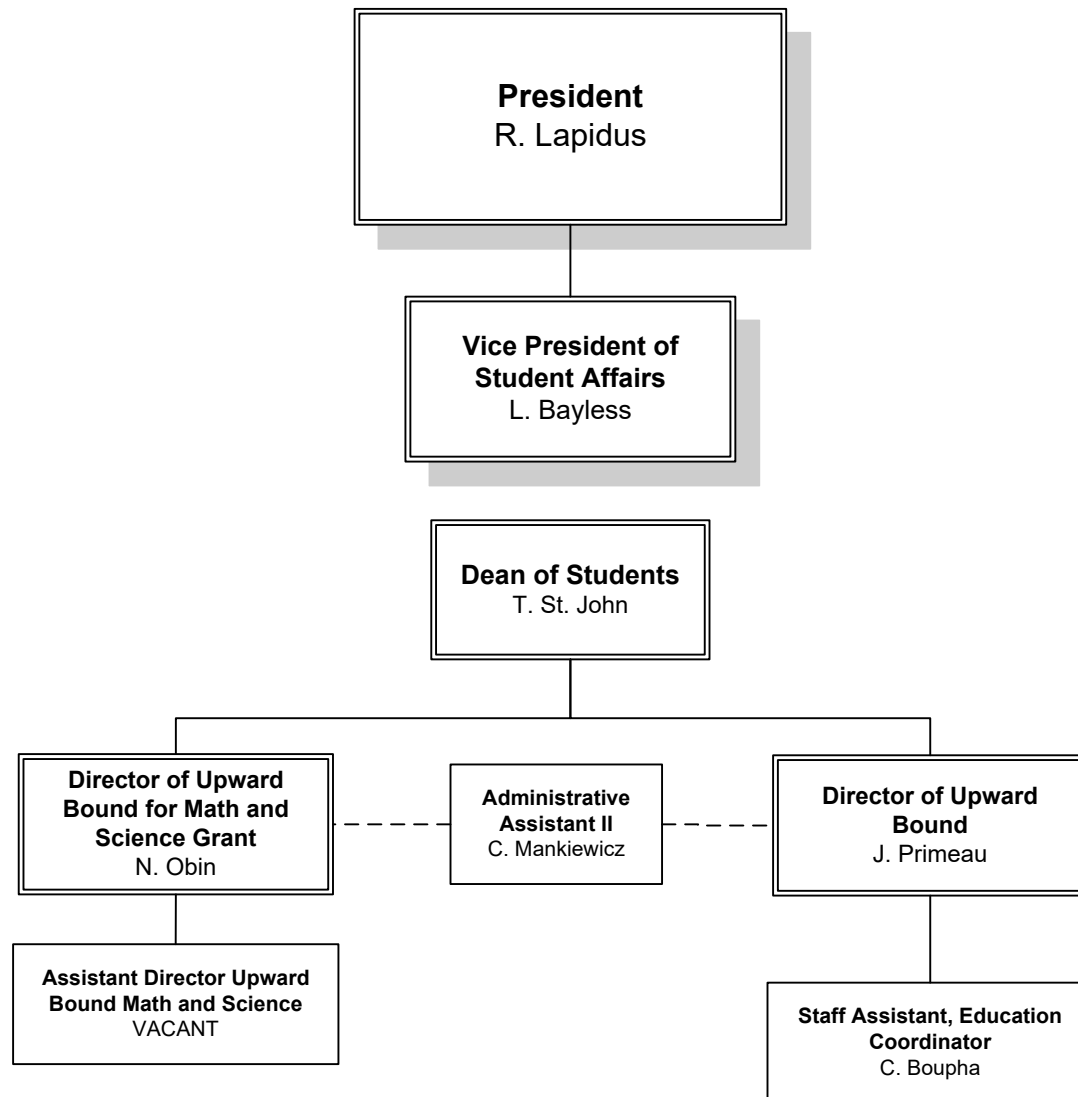 President
R. Lapidus
Vice President of
Student Affairs
L. Bayless
Dean of Students
T. St. John
Director of Upward
Bound for Math and
Science Grant
N. Obin
Administrative
Assistant II
C. Mankiewicz
Director of Upward
Bound
J. Primeau
Assistant Director Upward
Bound Math and Science
VACANT
Staff Assistant, Education
Coordinator
C. Boupha